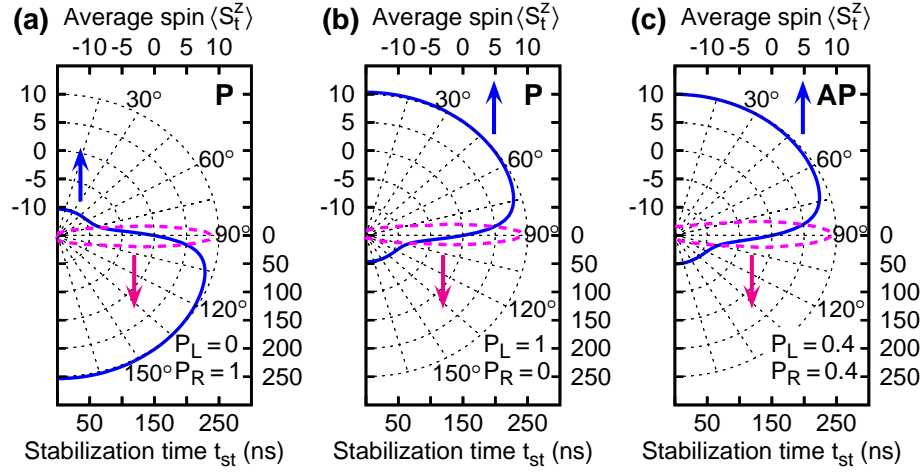 (a) Average spin ⟨S_t^z⟩
-10 -5 0 5 10
P
10
5
0
-5
-10
30°
60°
90°
120°
150°
0
50
100
150
200
250
P_L = 0
P_R = 1
50 150 250
Stabilization time t_st (ns)
(b) Average spin ⟨S_t^z⟩
-10 -5 0 5 10
P
30°
60°
90°
120°
150°
0
50
100
150
200
250
P_L = 1
P_R = 0
50 150 250
Stabilization time t_st (ns)
(c) Average spin ⟨S_t^z⟩
-10 -5 0 5 10
AP
10
5
0
-5
-10
30°
60°
90°
120°
0
50
100
150
200
250
P_L = 0.4
P_R = 0.4
50 150 250
Stabilization time t_st (ns)